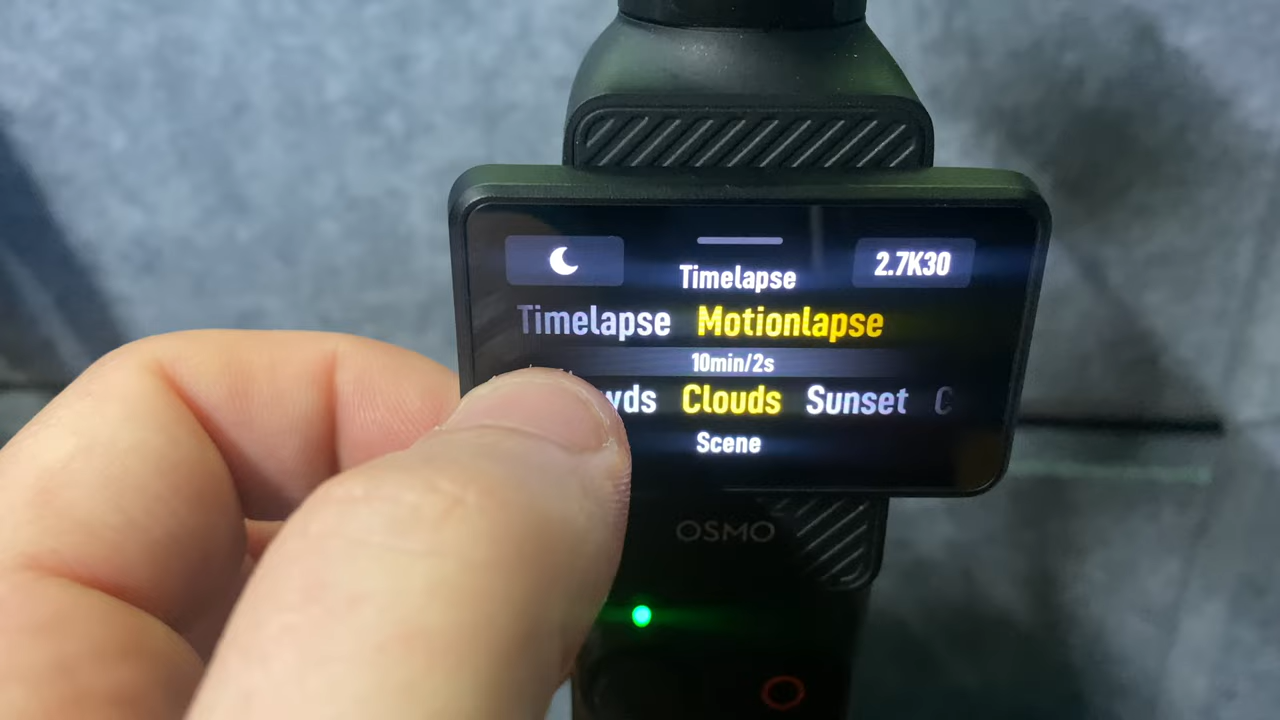 2.7K30
Timelapse
Timelapse Motionlapse
10min/2s
Clouds Sunset
Scene
OSMO